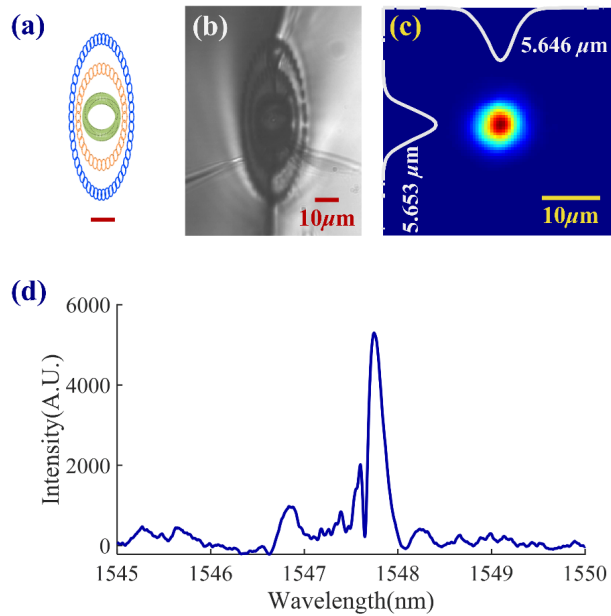 (a)
(b)
10μm
(c)
5.646 μm
5.653 μm
10μm
(d)
6000
4000
2000
0
Intensity(A.U.)
1545
1546
1547
1548
1549
1550
Wavelength(nm)